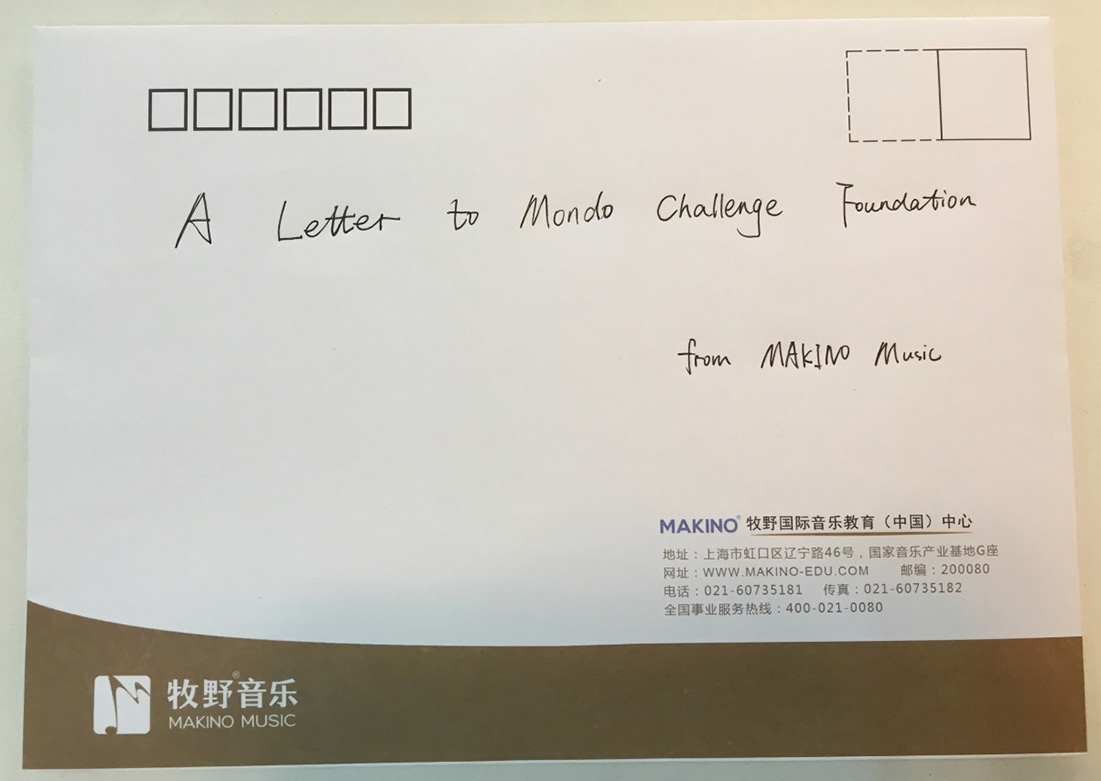 A Letter to Mondo Challenge Foundation
from MAKINO Music
MAKINO® 牧野国际音乐教育（中国）中心
地址：上海市虹口区辽宁路46号，国家音乐产业基地G座
网址：WWW.MAKINO-EDU.COM 邮编：200080
电话：021-60735181 传真：021-60735182
全国事业服务热线：400-021-0080
牧野®音乐
MAKINO MUSIC